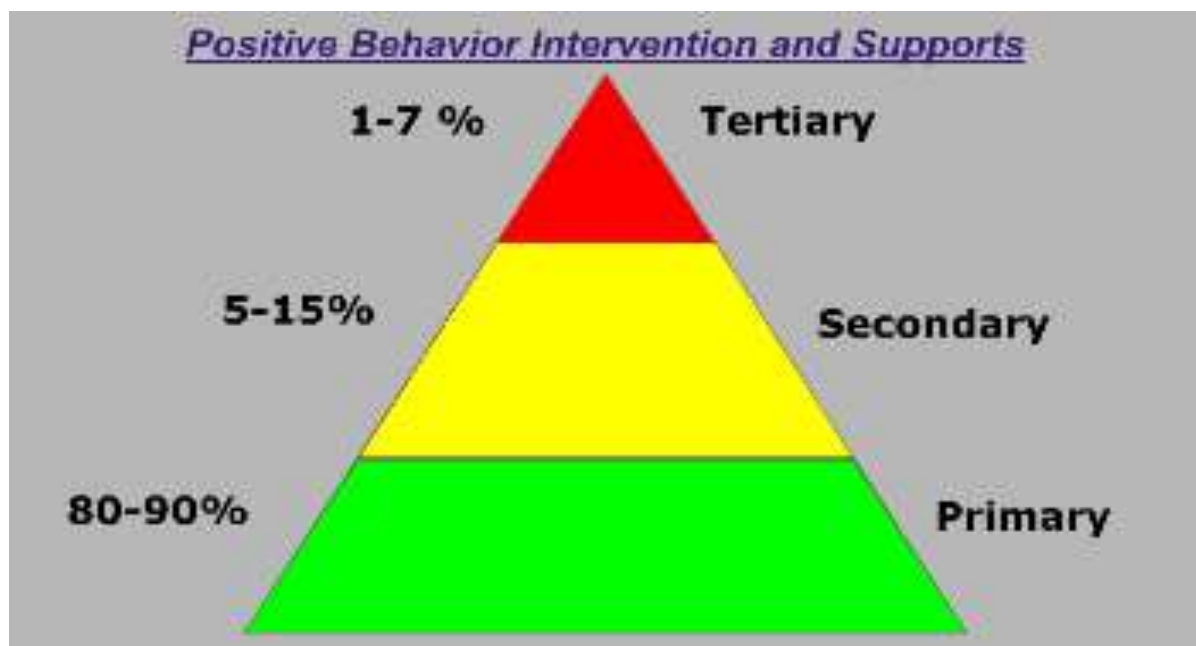 Positive Behavior Intervention and Supports
1-7 % Tertiary
5-15% Secondary
80-90% Primary